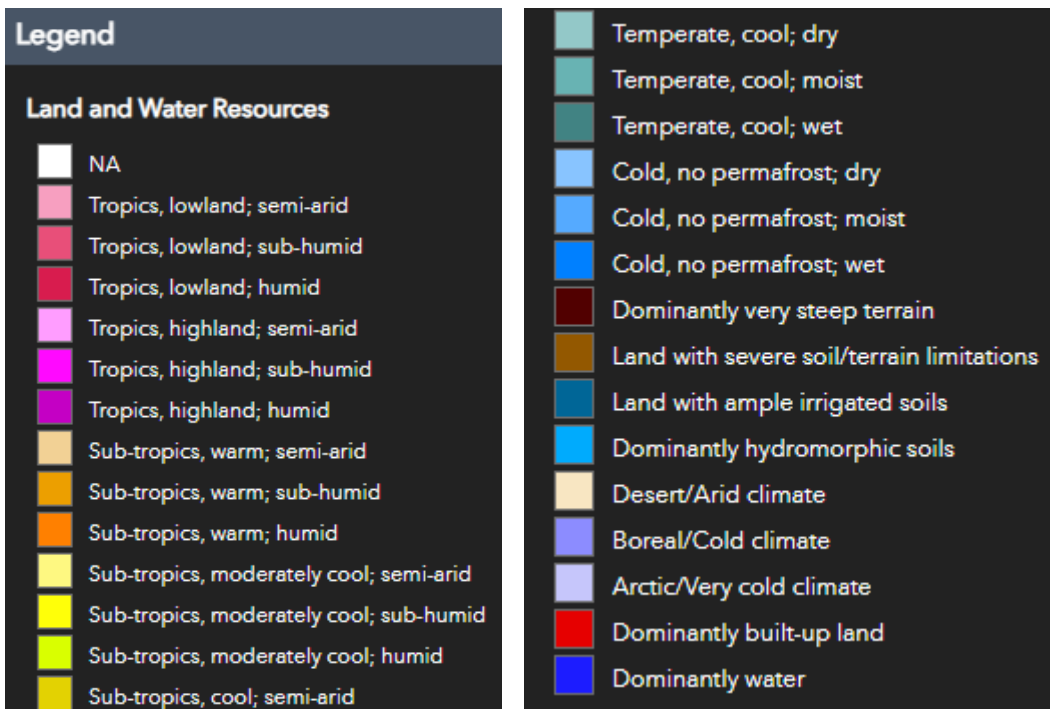 Legend
Land and Water Resources
NA
Tropics, lowland; semi-arid
Tropics, lowland; sub-humid
Tropics, lowland; humid
Tropics, highland; semi-arid
Tropics, highland; sub-humid
Tropics, highland; humid
Sub-tropics, warm; semi-arid
Sub-tropics, warm; sub-humid
Sub-tropics, warm; humid
Sub-tropics, moderately cool; semi-arid
Sub-tropics, moderately cool; sub-humid
Sub-tropics, moderately cool; humid
Sub-tropics, cool; semi-arid
Temperate, cool; dry
Temperate, cool; moist
Temperate, cool; wet
Cold, no permafrost; dry
Cold, no permafrost; moist
Cold, no permafrost; wet
Dominantly very steep terrain
Land with severe soil/terrain limitations
Land with ample irrigated soils
Dominantly hydromorphic soils
Desert/Arid climate
Boreal/Cold climate
Arctic/Very cold climate
Dominantly built-up land
Dominantly water